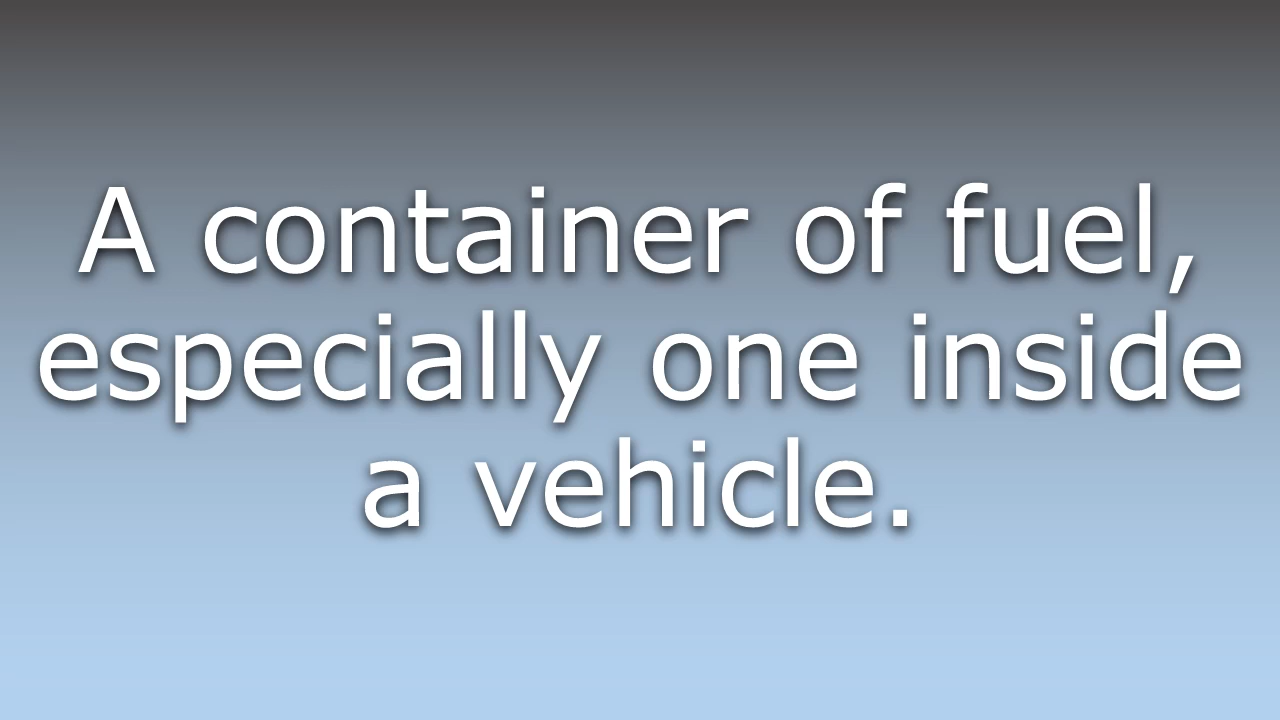 A container of fuel,
especially one inside
a vehicle.